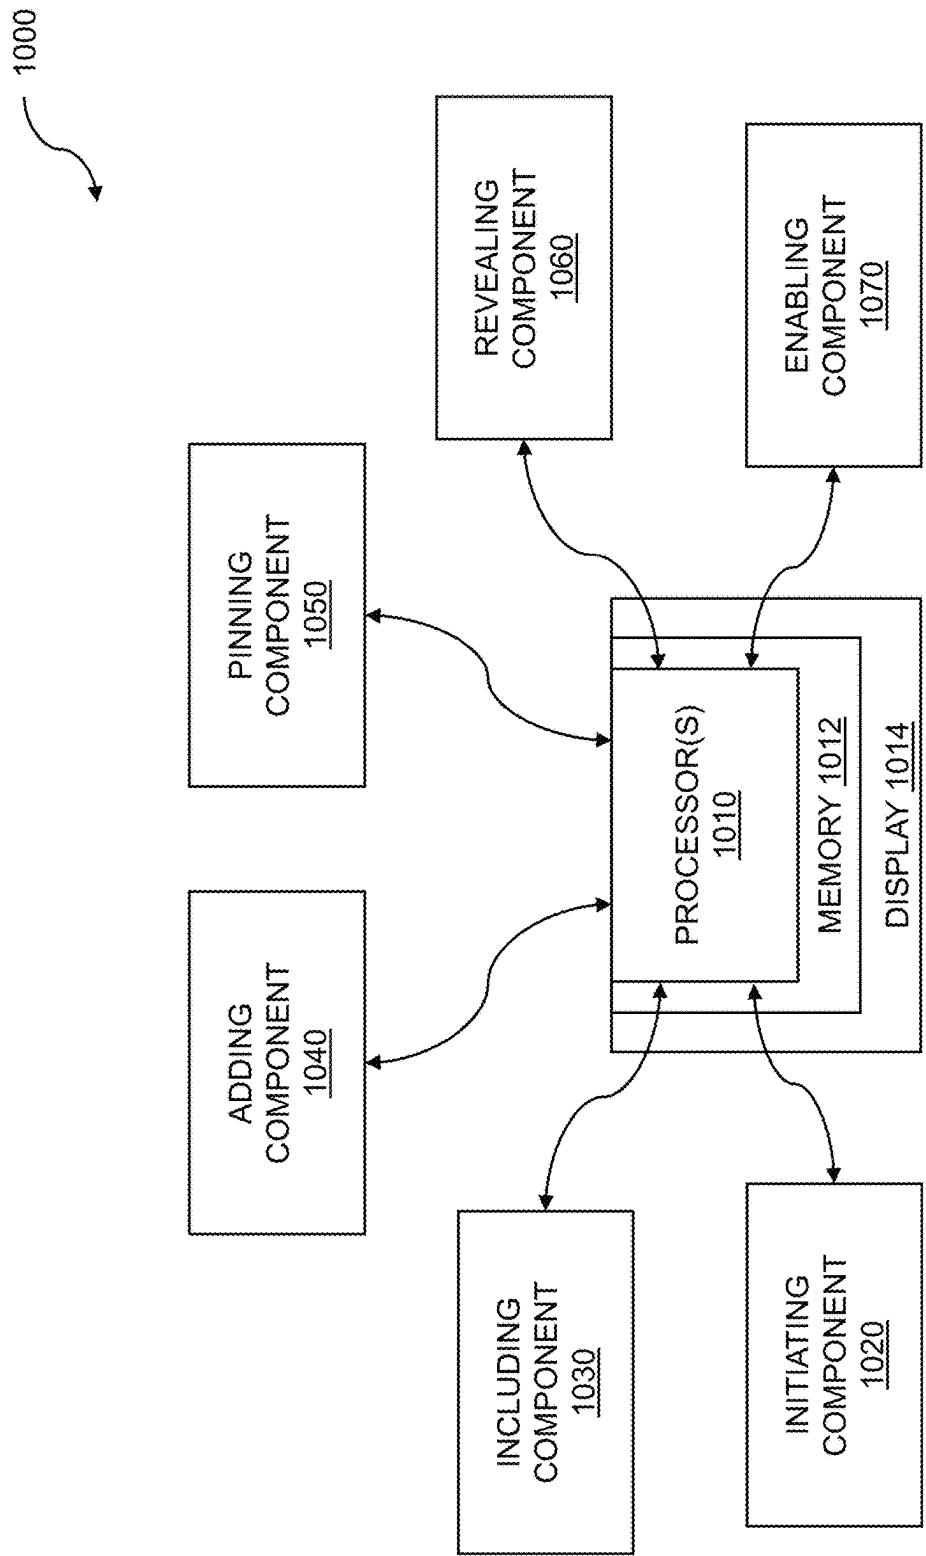 1000
ADDING
COMPONENT
1040
PINNING
COMPONENT
1050
INCLUDING
COMPONENT
1030
REVEALING
COMPONENT
1060
PROCESSOR(S)
1010
MEMORY 1012
DISPLAY 1014
INITIATING
COMPONENT
1020
ENABLING
COMPONENT
1070